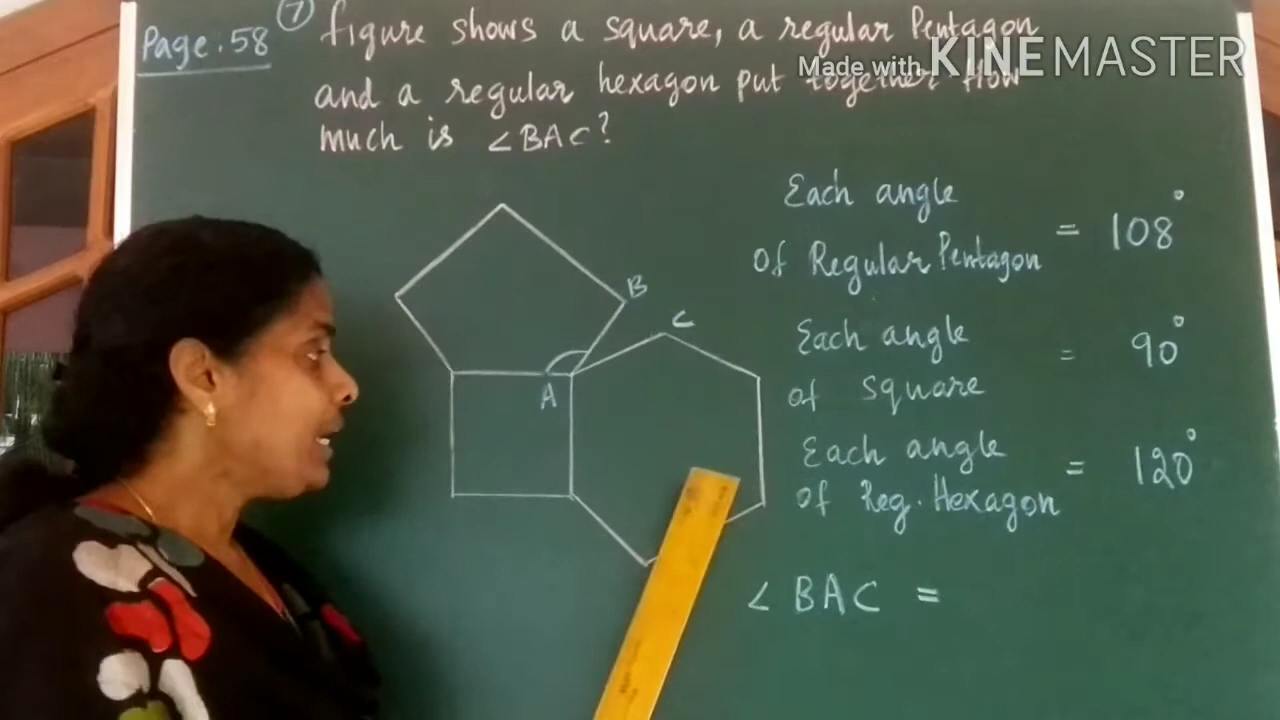 Page.58
7 figure shows a square, a regular Pentagon
and a regular hexagon put together How
much is ∠BAC?
Made with KINEMASTER
Each angle
of Regular Pentagon = 108°
Each angle
of square = 90°
Each angle
of Reg. Hexagon = 120°
∠BAC =
B
C
A